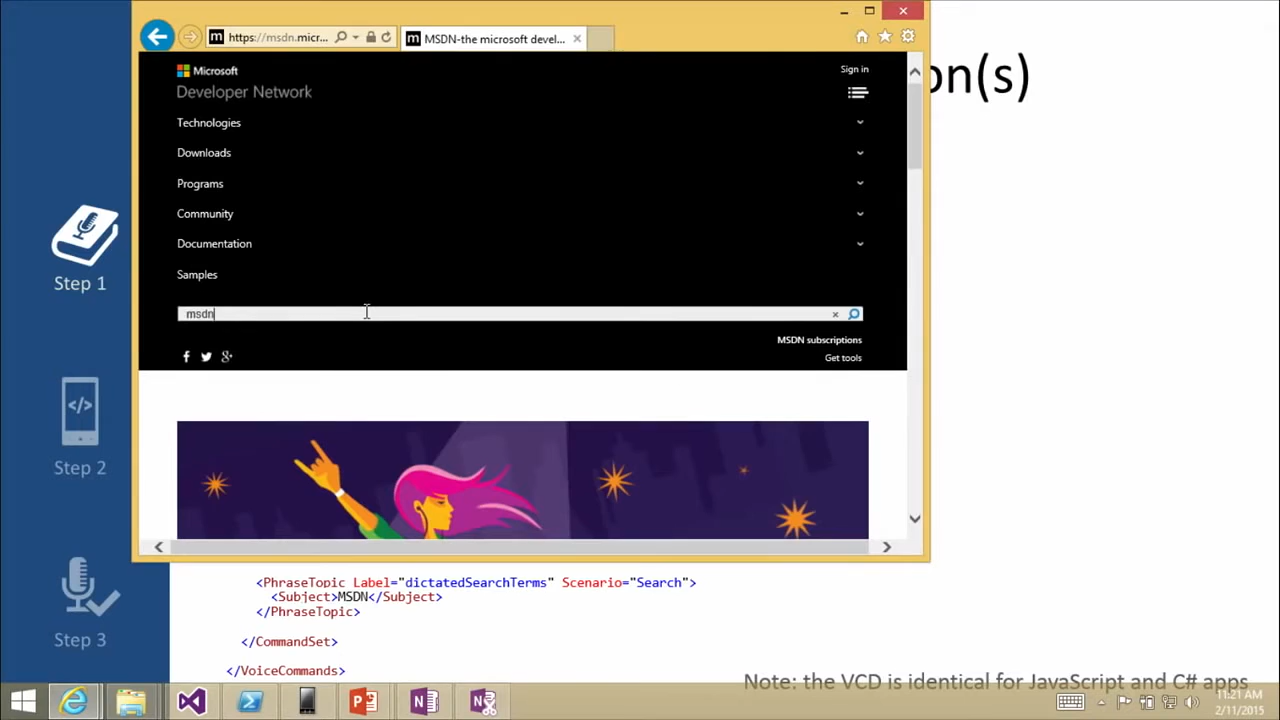 on(s)
https://msdn.micr...
MSDN-the microsoft devel...
Microsoft
Sign in
Developer Network
Technologies
Downloads
Programs
Community
Documentation
Samples
msdn
MSDN subscriptions
Get tools
Step 1
Step 2
Step 3
<PhraseTopic Label="dictatedSearchTerms" Scenario="Search">
<Subject>MSDN</Subject>
</PhraseTopic>
</CommandSet>
</VoiceCommands>
Note: the VCD is identical for JavaScript and C# apps
11:21 AM
2/11/2015